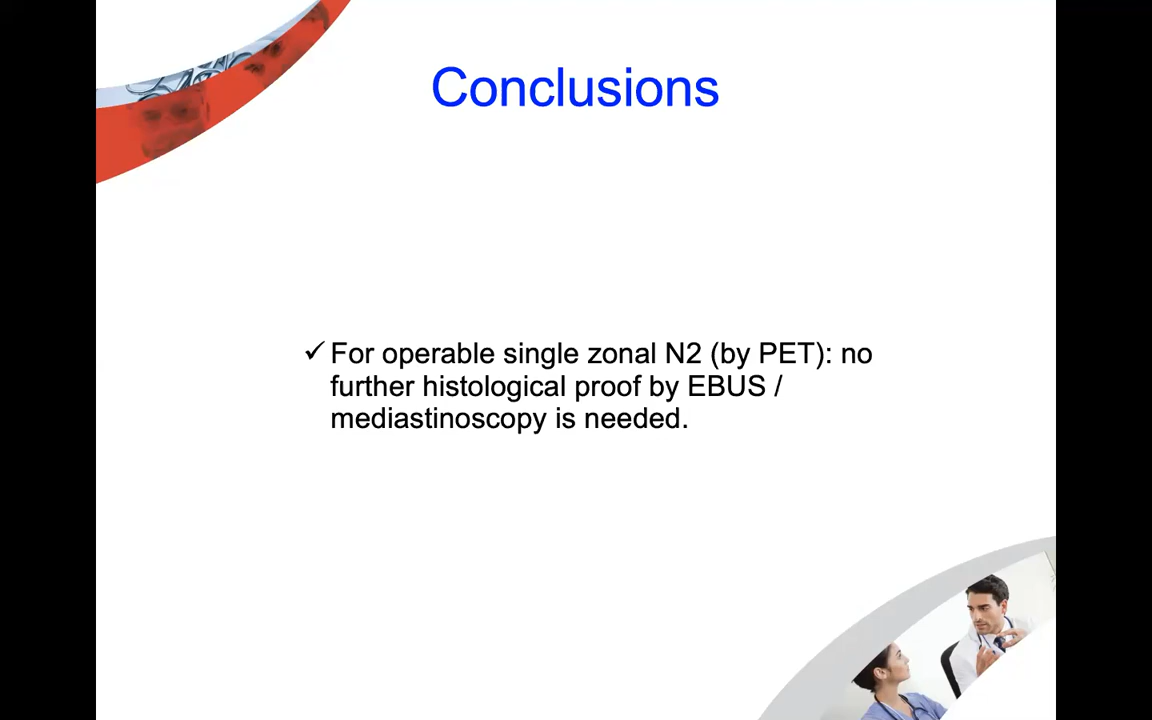 Conclusions
✓ For operable single zonal N2 (by PET): no
further histological proof by EBUS /
mediastinoscopy is needed.